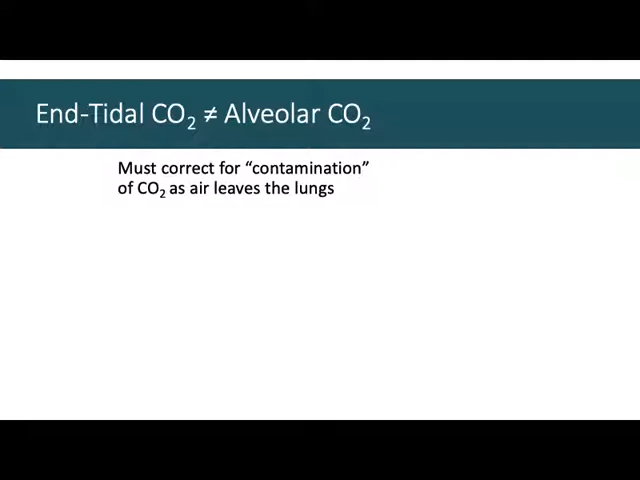 End-Tidal CO₂ ≠ Alveolar CO₂
Must correct for “contamination”
of CO₂ as air leaves the lungs